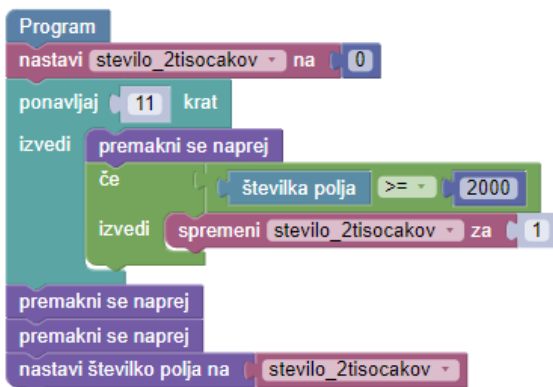 Program
nastavi stevilo_2tisocakov na 0
ponavljaj 11 krat
izvedi premakni se naprej
če številka polja >= 2000
izvedi spremeni stevilo_2tisocakov za 1
premakni se naprej
premakni se naprej
nastavi številko polja na stevilo_2tisocakov